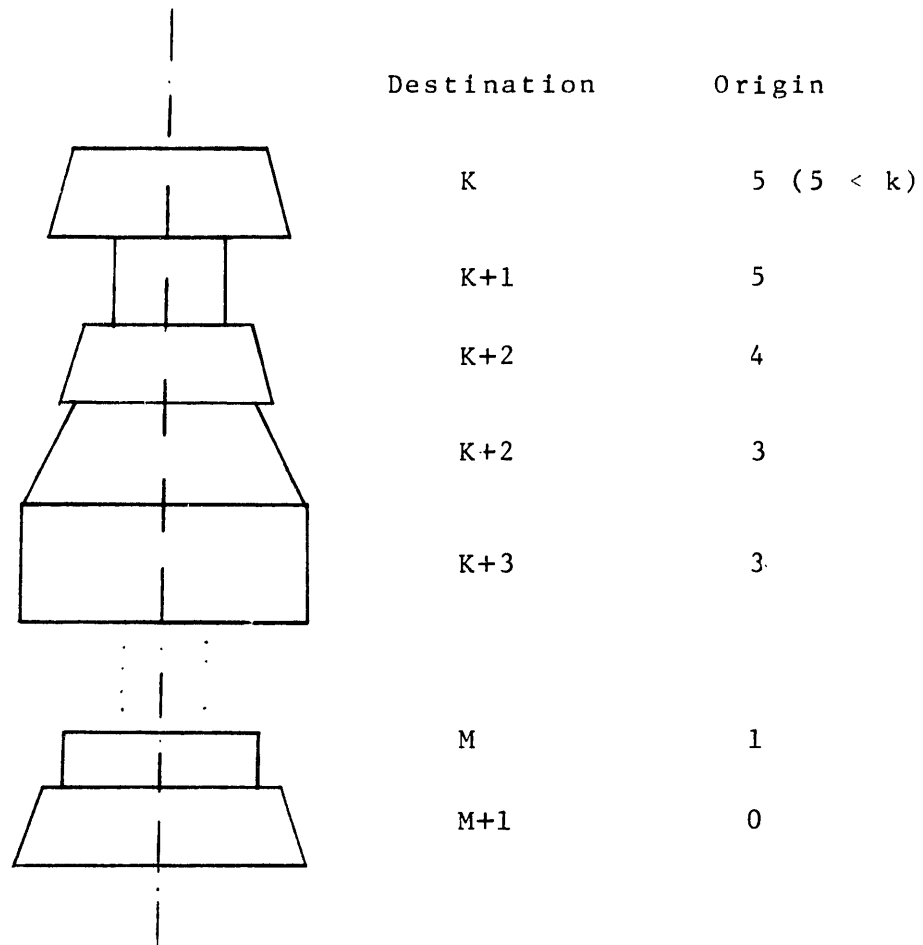 Destination Origin
K 5 (5 < k)
K+1 5
K+2 4
K+2 3
K+3 3
M 1
M+1 0